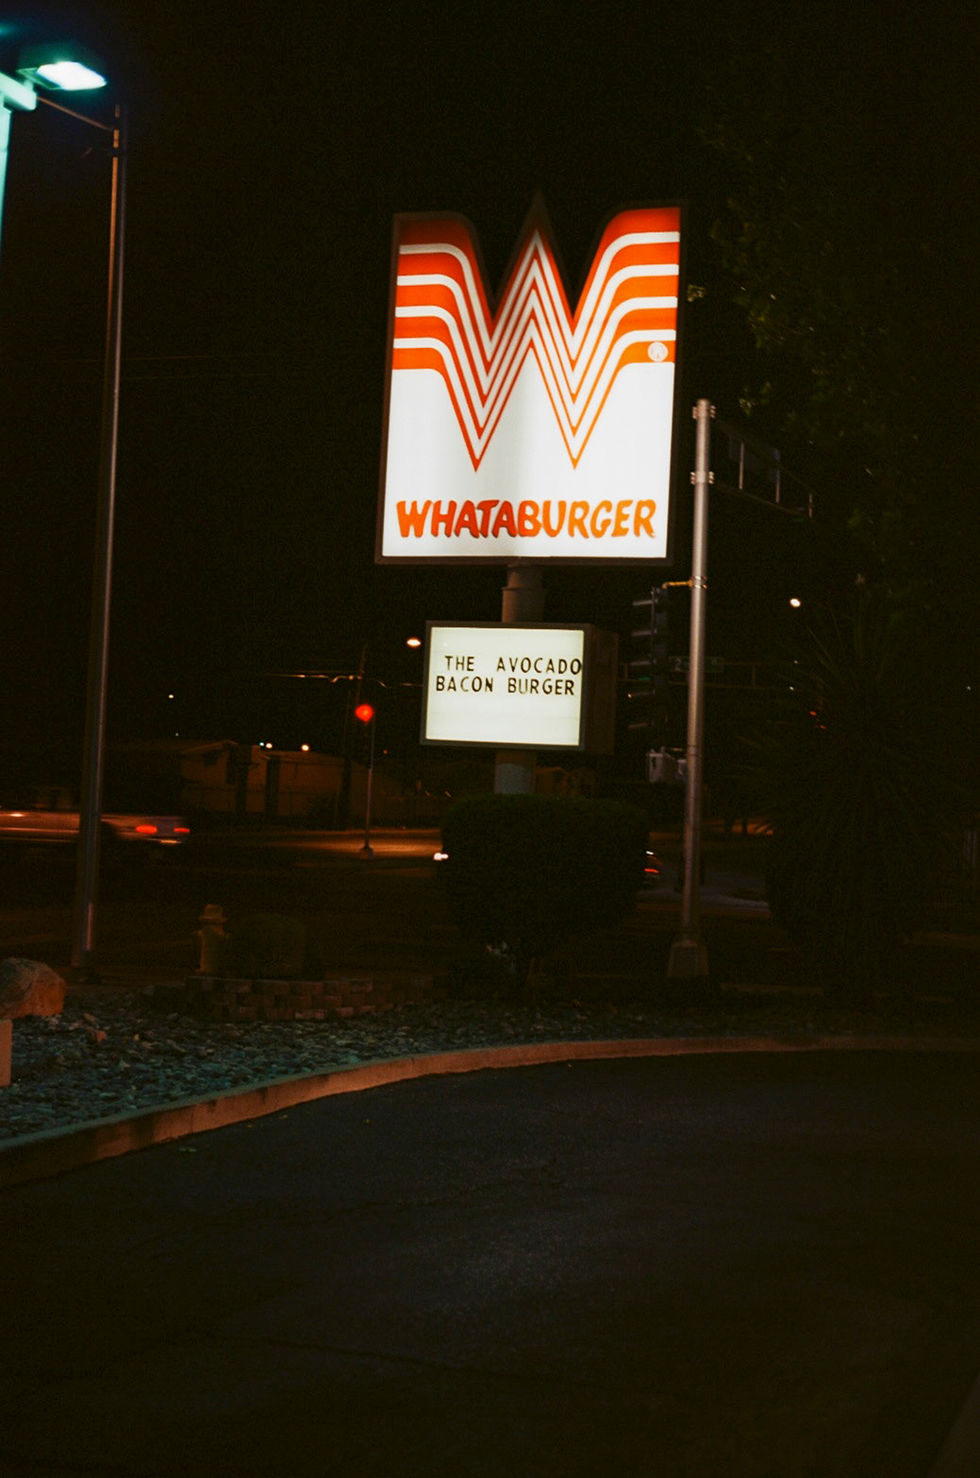 W
®
WHATABURGER
THE AVOCADO
BACON BURGER